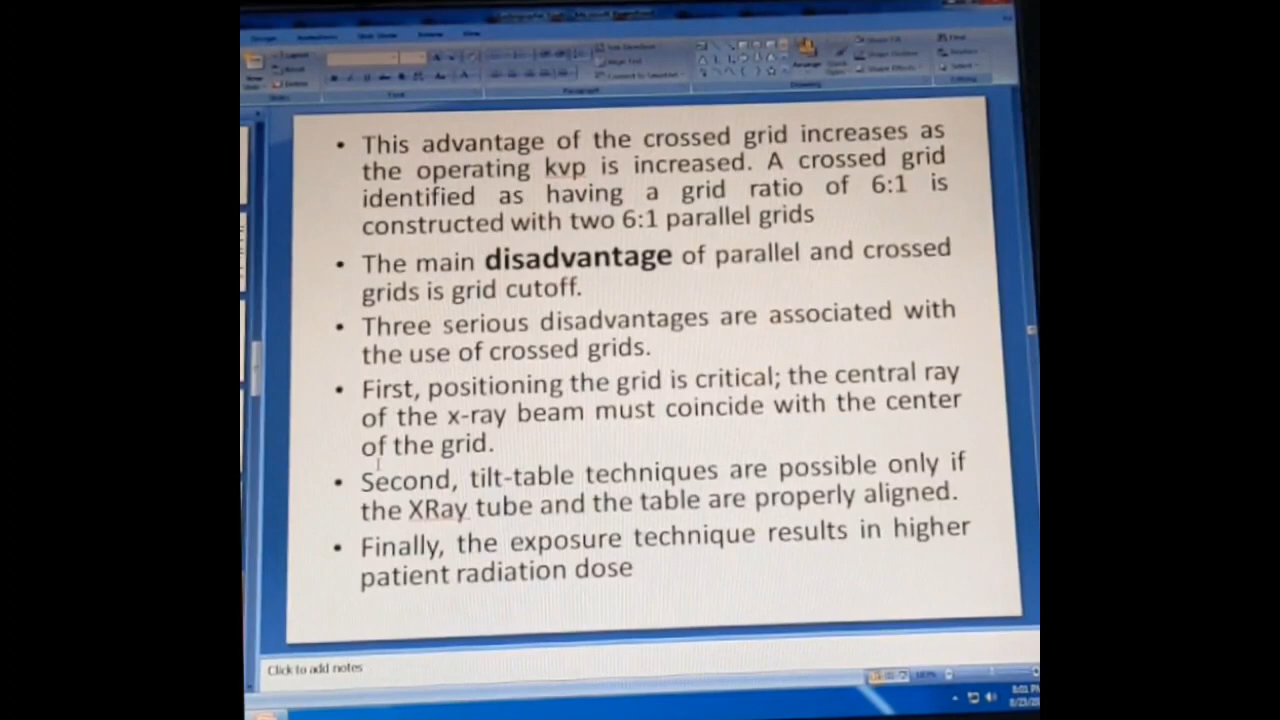 This advantage of the crossed grid increases as
the operating kvp is increased. A crossed grid
identified as having a grid ratio of 6:1 is
constructed with two 6:1 parallel grids
The main disadvantage of parallel and crossed
grids is grid cutoff.
Three serious disadvantages are associated with
the use of crossed grids.
First, positioning the grid is critical; the central ray
of the x-ray beam must coincide with the center
of the grid.
Second, tilt-table techniques are possible only if
the XRay tube and the table are properly aligned.
Finally, the exposure technique results in higher
patient radiation dose
Click to add notes